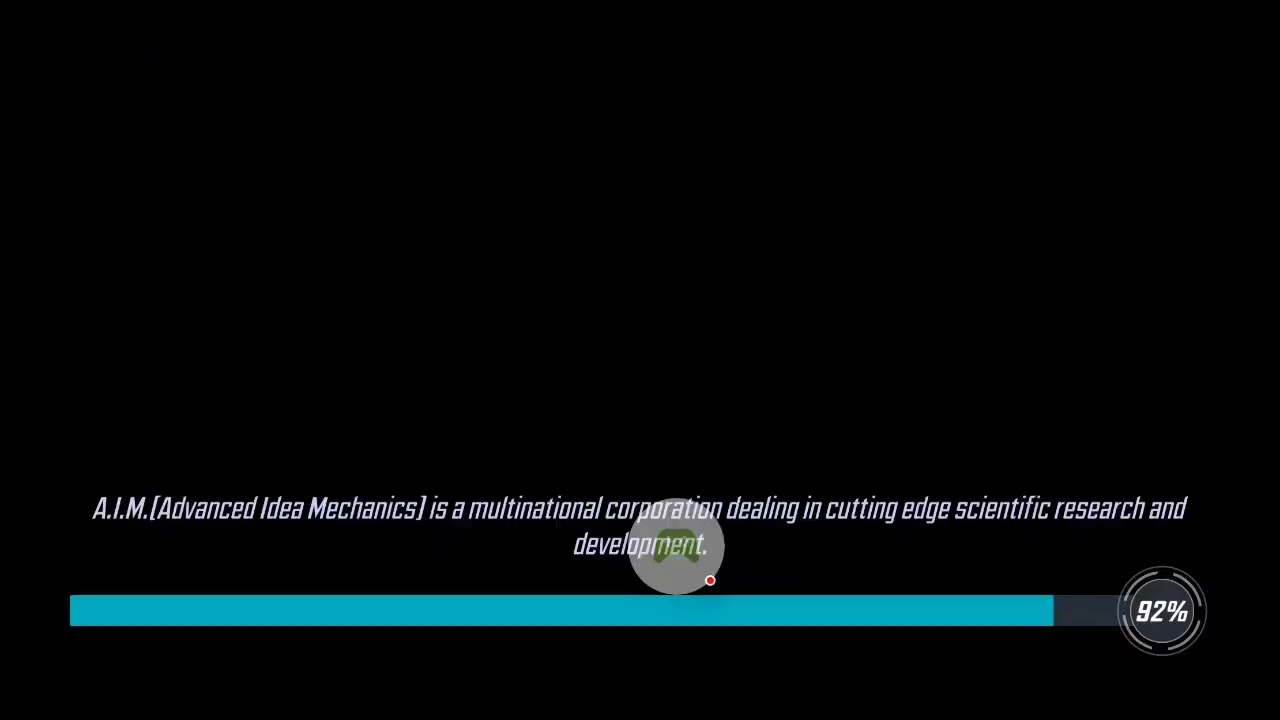 A.I.M.(Advanced Idea Mechanics) is a multinational corporation dealing in cutting edge scientific research and
development.
92%